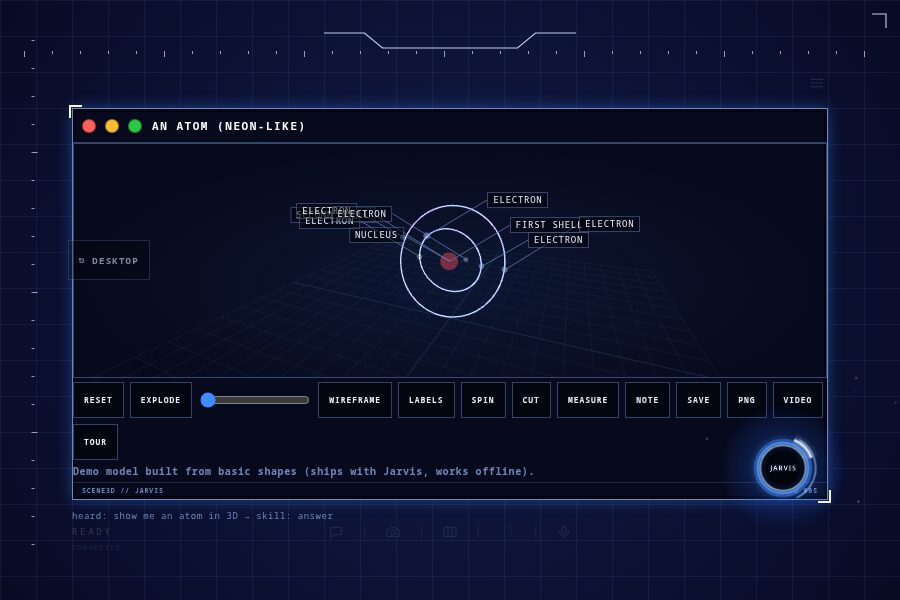 AN ATOM (NEON-LIKE)
ELECTRON
ELECTRON
ELECTRON
ELECTRON
NUCLEUS
FIRST SHELL
ELECTRON
ELECTRON
DESKTOP
RESET
EXPLODE
WIREFRAME
LABELS
SPIN
CUT
MEASURE
NOTE
SAVE
PNG
VIDEO
TOUR
JARVIS
Demo model built from basic shapes (ships with Jarvis, works offline).
SCENE3D // JARVIS
heard: show me an atom in 3D → skill: answer
READY
CONNECTED